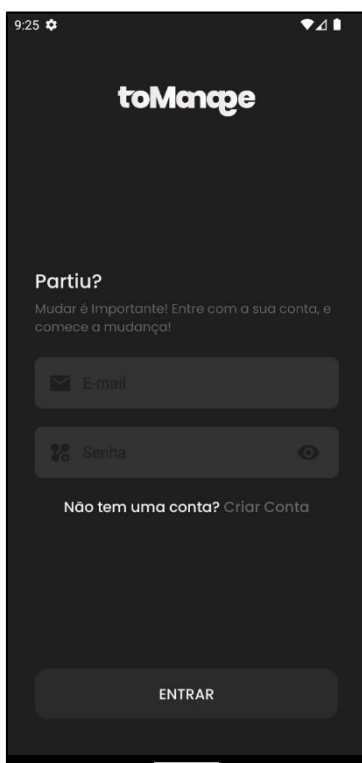 9:25
toManage
Partiu?
Mudar é Importante! Entre com a sua conta, e
comece a mudança!
E-mail
Senha
Não tem uma conta? Criar Conta
ENTRAR